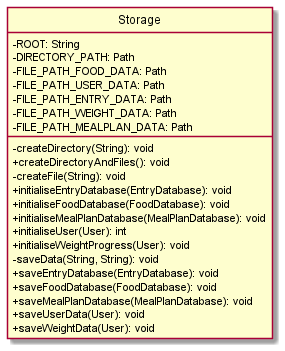 Storage
-ROOT: String
-DIRECTORY_PATH: Path
-FILE_PATH_FOOD_DATA: Path
-FILE_PATH_USER_DATA: Path
-FILE_PATH_ENTRY_DATA: Path
-FILE_PATH_WEIGHT_DATA: Path
-FILE_PATH_MEALPLAN_DATA: Path
-createDirectory(String): void
+createDirectoryAndFiles(): void
-createFile(String): void
+initialiseEntryDatabase(EntryDatabase): void
+initialiseFoodDatabase(FoodDatabase): void
+initialiseMealPlanDatabase(MealPlanDatabase): void
+initialiseUser(User): int
+initialiseWeightProgress(User): void
-saveData(String, String): void
+saveEntryDatabase(EntryDatabase): void
+saveFoodDatabase(FoodDatabase): void
+saveMealPlanDatabase(MealPlanDatabase): void
+saveUserData(User): void
+saveWeightData(User): void